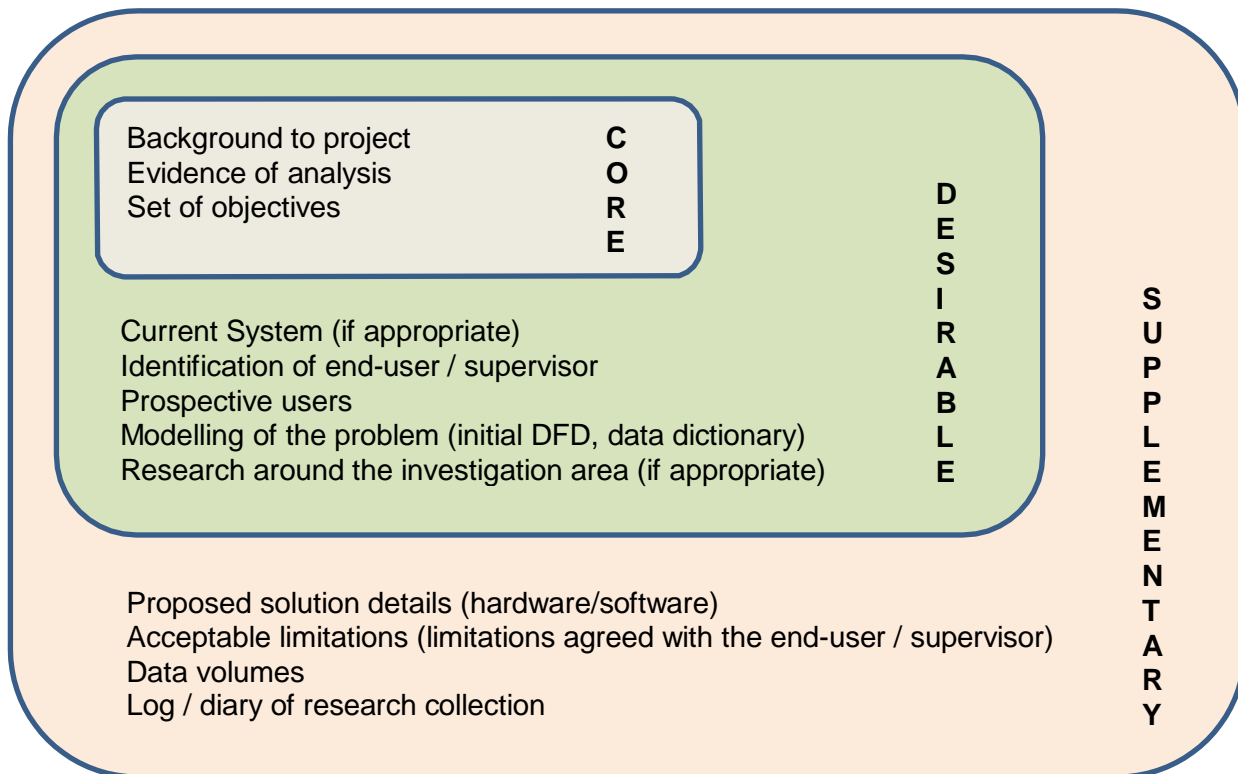 Background to project
Evidence of analysis
Set of objectives
CORE
Current System (if appropriate)
Identification of end-user / supervisor
Prospective users
Modelling of the problem (initial DFD, data dictionary)
Research around the investigation area (if appropriate)
DESIRABLE
Proposed solution details (hardware/software)
Acceptable limitations (limitations agreed with the end-user / supervisor)
Data volumes
Log / diary of research collection
SUPPLEMENTARY